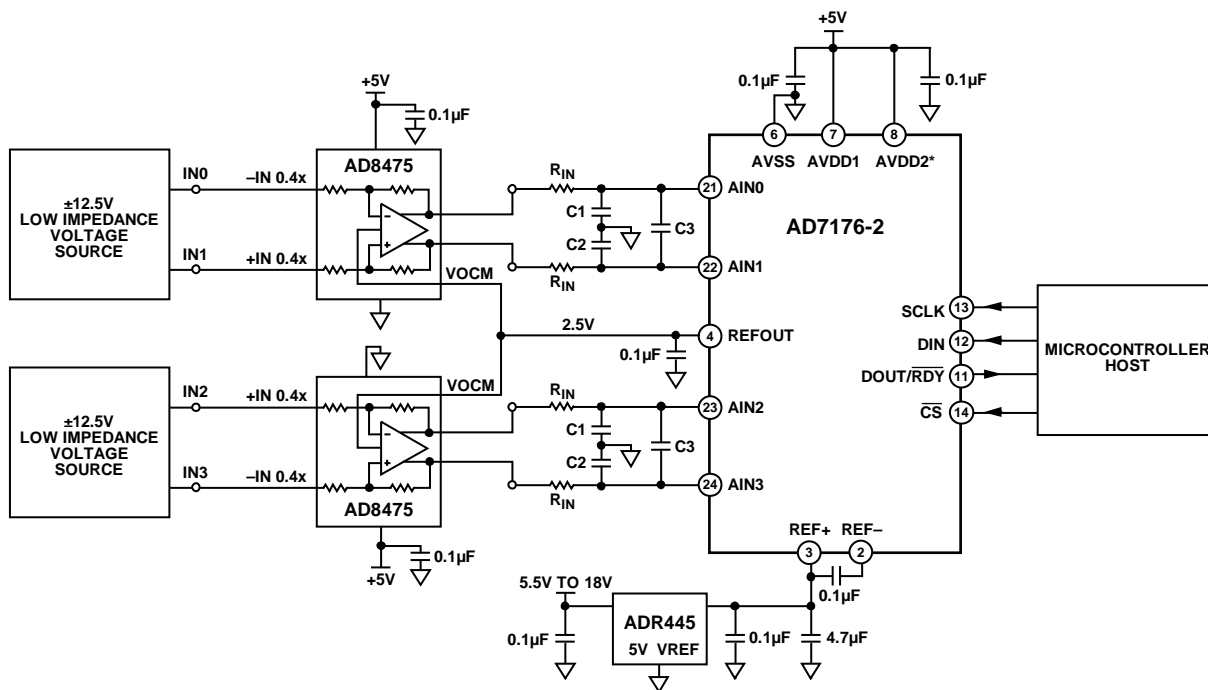 +5V
0.1µF
0.1µF
+5V
0.1µF
6
7
8
AVSS
AVDD1
AVDD2*
±12.5V
LOW IMPEDANCE
VOLTAGE
SOURCE
IN0
–IN 0.4x
IN1
+IN 0.4x
AD8475
VOCM
RIN
C1
C2
C3
RIN
21
AIN0
22
AIN1
AD7176-2
2.5V
0.1µF
4
REFOUT
SCLK
13
DIN
12
DOUT/RDY
11
CS
14
MICROCONTROLLER
HOST
±12.5V
LOW IMPEDANCE
VOLTAGE
SOURCE
IN2
+IN 0.4x
IN3
–IN 0.4x
VOCM
AD8475
+5V
0.1µF
RIN
C1
C2
C3
RIN
23
AIN2
24
AIN3
REF+
REF–
3
2
0.1µF
5.5V TO 18V
0.1µF
ADR445
5V VREF
0.1µF
4.7µF